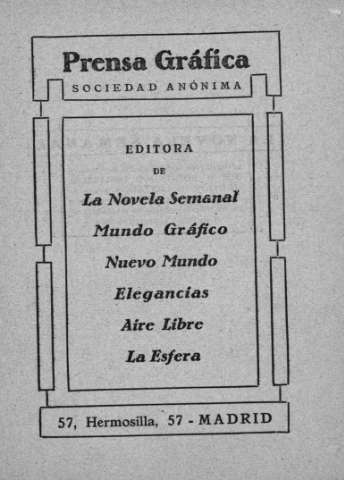 Prensa Gráfica
SOCIEDAD ANÓNIMA
EDITORA
DE
La Novela Semanal
Mundo Gráfico
Nuevo Mundo
Elegancias
Aire Libre
La Esfera
57, Hermosilla, 57 - MADRID